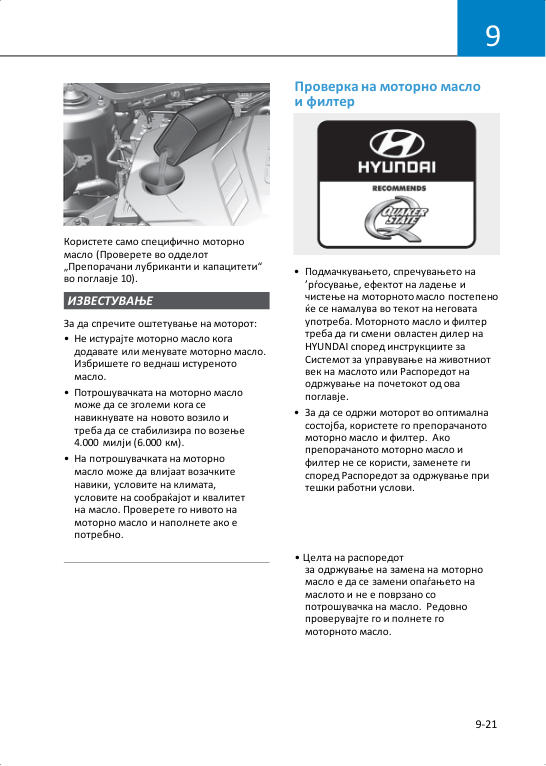 9
Користете само специфично моторно
масло (Проверете во одделот
„Препорачани лубриканти и капацитети“
во поглавје 10).
ИЗВЕСТУВАЊЕ
За да спречите оштетување на моторот:
• Не истурајте моторно масло кога
додавате или менувате моторно масло.
Избришете го веднаш истуреното
масло.
• Потрошувачката на моторно масло
може да се зголеми кога се
навикнувате на новото возило и
треба да се стабилизира по возење
4.000 милји (6.000 км).
• На потрошувачката на моторно
масло може да влијаат возачките
навики, условите на климата,
условите на сообраќајот и квалитет
на масло. Проверете го нивото на
моторно масло и наполнете ако е
потребно.
Проверка на моторно масло
и филтер
HYUNDAI
RECOMMENDS
QUAKER
STATE
• Подмачкувањето, спречувањето на
’рѓосување, ефектот на ладење и
чистење на моторното масло постепено
ќе се намалува во текот на неговата
употреба. Моторното масло и филтер
треба да ги смени овластен дилер на
HYUNDAI според инструкциите за
Системот за управување на животниот
век на маслото или Распоредот на
одржување на почетокот од ова
поглавје.
• За да се одржи моторот во оптимална
состојба, користете го препорачаното
моторно масло и филтер. Ако
препорачаното моторно масло и
филтер не се користи, заменете ги
според Распоредот за одржување при
тешки работни услови.
• Целта на распоредот
за одржување на замена на моторно
масло е да се замени опаѓањето на
маслото и не е поврзано со
потрошувачка на масло. Редовно
проверувајте го и полнете го
моторното масло.
9-21